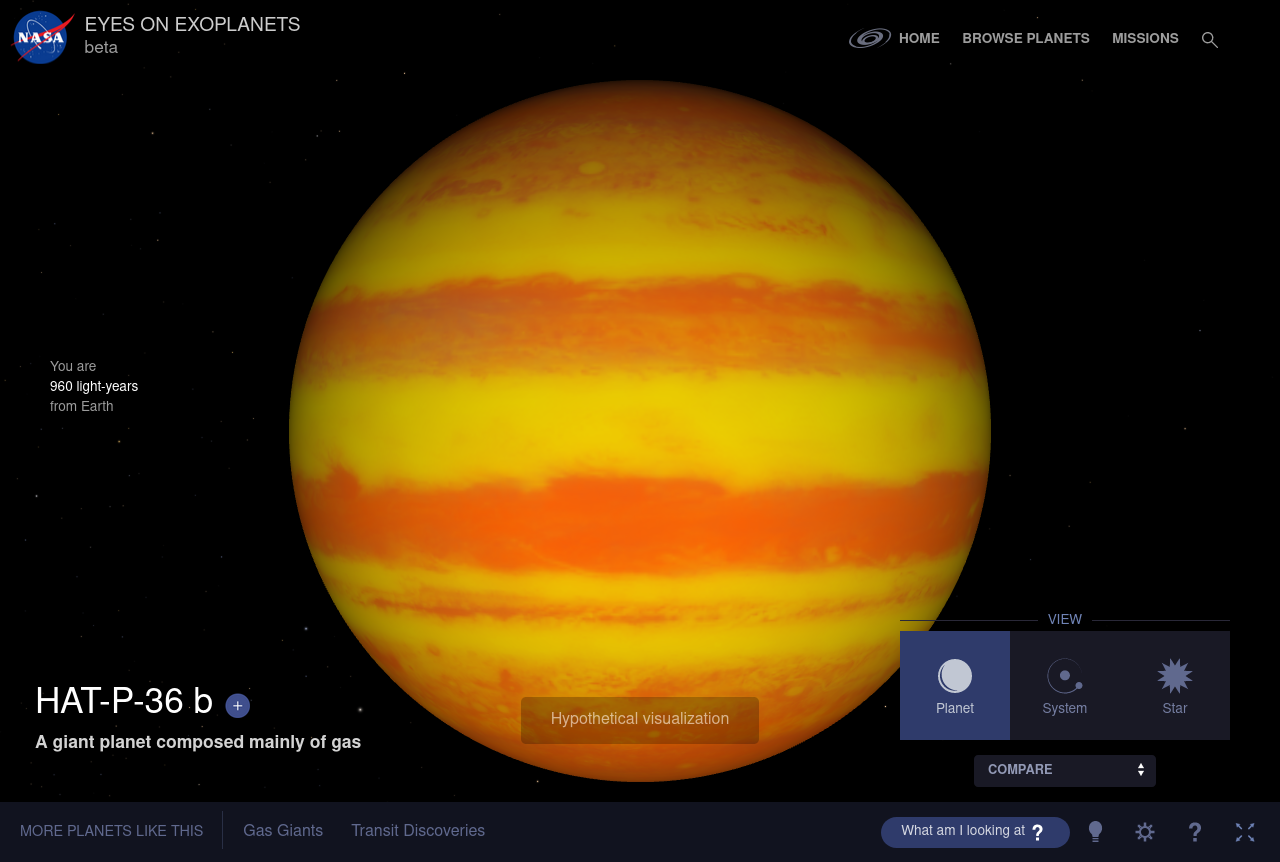 NASA
EYES ON EXOPLANETS
beta
HOME
BROWSE PLANETS
MISSIONS
You are
960 light-years
from Earth
HAT-P-36 b +
A giant planet composed mainly of gas
Hypothetical visualization
VIEW
Planet
System
Star
COMPARE
MORE PLANETS LIKE THIS
Gas Giants
Transit Discoveries
What am I looking at ?
?